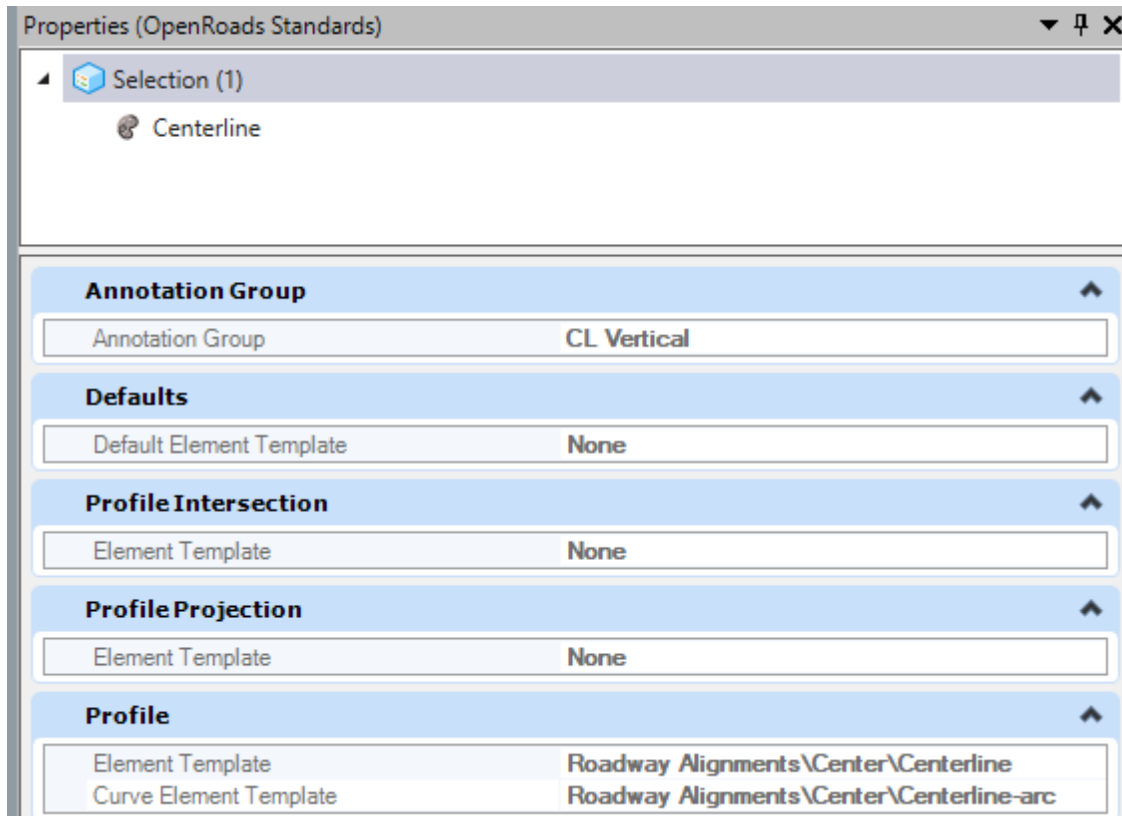 Properties (OpenRoads Standards)
Selection (1)
Centerline
Annotation Group
Annotation Group CL Vertical
Defaults
Default Element Template None
Profile Intersection
Element Template None
Profile Projection
Element Template None
Profile
Element Template Roadway Alignments\Center\Centerline
Curve Element Template Roadway Alignments\Center\Centerline-arc